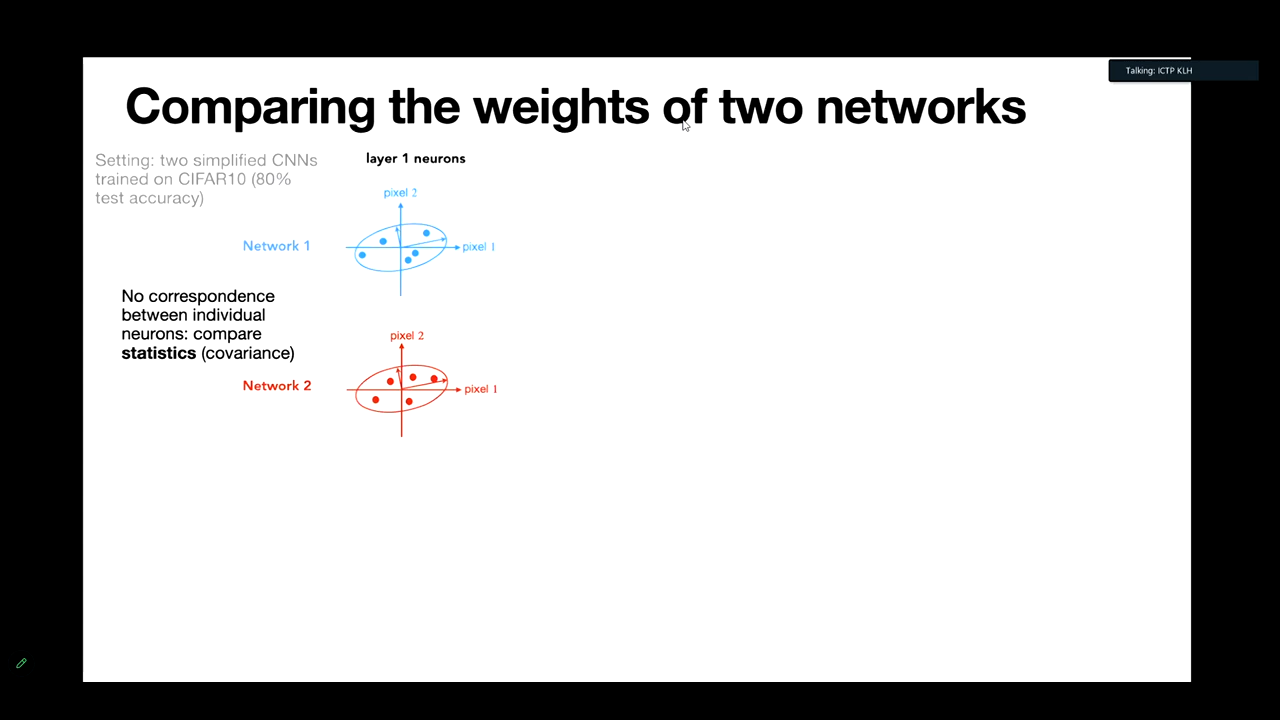 Talking: ICTP KLH
Comparing the weights of two networks
Setting: two simplified CNNs
trained on CIFAR10 (80%
test accuracy)
layer 1 neurons
pixel 2
Network 1
pixel 1
No correspondence
between individual
neurons: compare
statistics (covariance)
pixel 2
Network 2
pixel 1